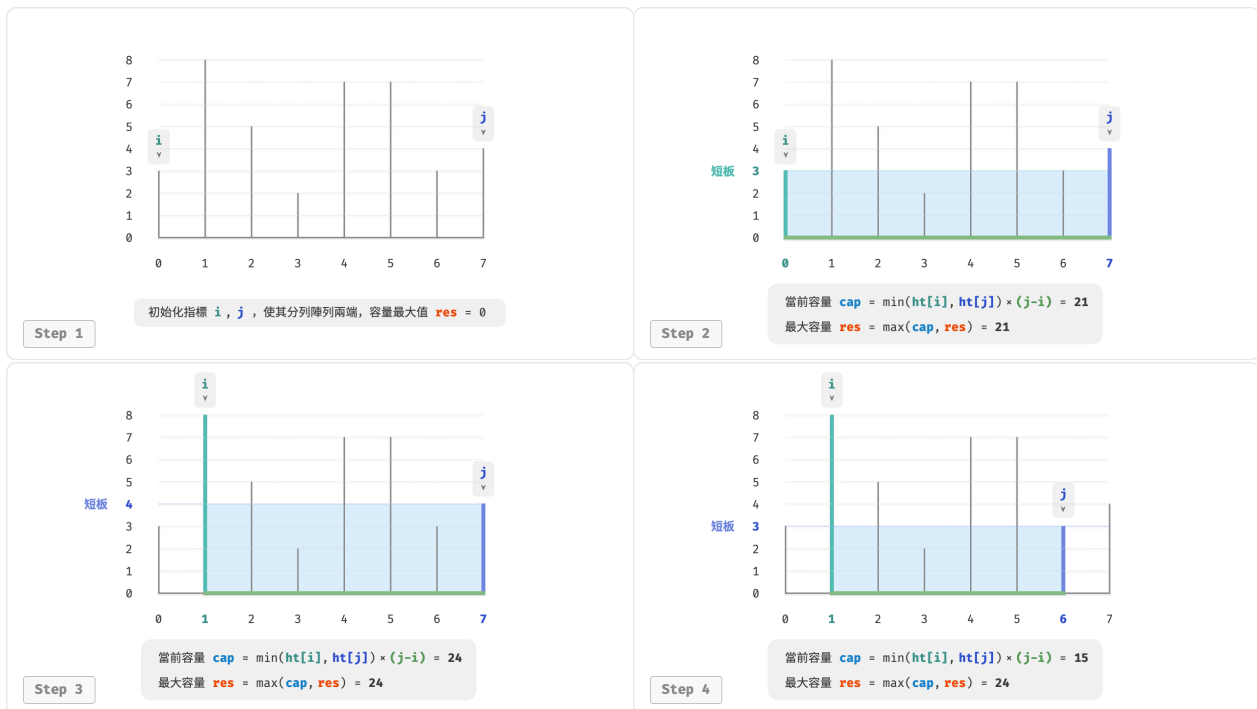 8
7
6
5
4
3
2
1
0
i
j
0 1 2 3 4 5 6 7
初始化指標 i , j , 使其分列陣列兩端, 容量最大值 res = 0
Step 1
8
7
6
5
4
短板 3
2
1
0
i
j
0 1 2 3 4 5 6 7
當前容量 cap = min(ht[i], ht[j]) × (j-i) = 21
最大容量 res = max(cap, res) = 21
Step 2
i
8
7
6
5
短板 4
3
2
1
0
j
0 1 2 3 4 5 6 7
當前容量 cap = min(ht[i], ht[j]) × (j-i) = 24
最大容量 res = max(cap, res) = 24
Step 3
i
8
7
6
5
4
短板 3
2
1
0
j
0 1 2 3 4 5 6 7
當前容量 cap = min(ht[i], ht[j]) × (j-i) = 15
最大容量 res = max(cap, res) = 24
Step 4